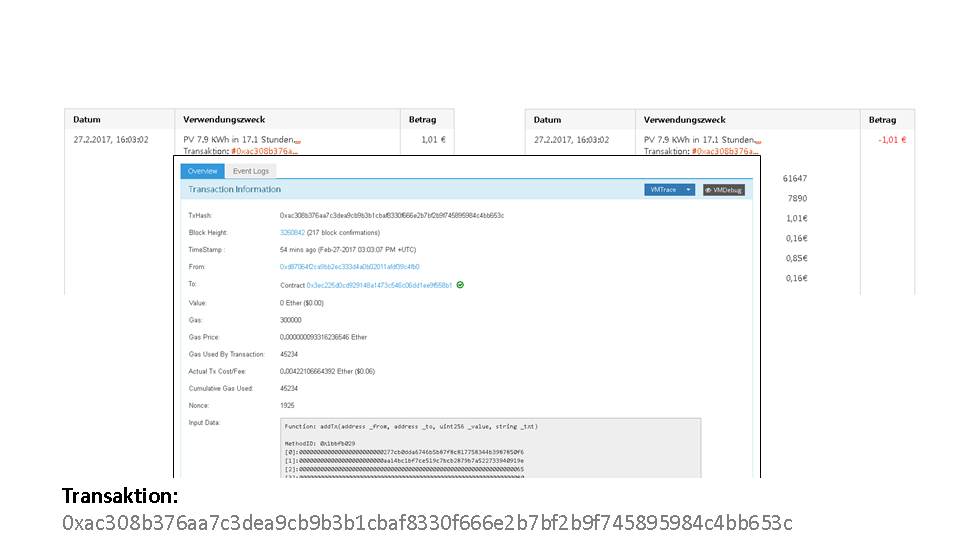 Datum Verwendungszweck Betrag
27.2.2017, 16:03:02 PV 7.9 KWh in 17.1 Stunden... 1,01 €
Transaktion: #0xac308b376a...
Datum Verwendungszweck Betrag
27.2.2017, 16:03:02 PV 7.9 KWh in 17.1 Stunden... -1,01 €
Transaktion: #0xac308b376a...
61647
7890
1,01€
0,16€
0,85€
0,16€
Overview Event Logs
Transaction Information VMTrace VMDebug
TxHash: 0xac308b376aa7c3dea9cb9b3b1cbaf8330f666e2b7bf2b9f745895984c4bb653c
Block Height: 3260842 (217 block confirmations)
TimeStamp : 54 mins ago (Feb-27-2017 03:03:07 PM +UTC)
From:
To: Contract
Value: 0 Ether ($0.00)
Gas: 300000
Gas Price: 0.000000093316236546 Ether
Gas Used By Transaction: 45234
Actual Tx Cost/Fee: 0.00422106664392 Ether ($0.06)
Cumulative Gas Used: 45234
Nonce: 1925
Input Data:
Function: addTx(address _from, address _to, uint256 _value, string _txt)
MethodID: 0x1bbfb029
[0]:
[1]:
[2]:0000000000000000000000000000000000000000000000000000000000000065
Transaktion:
0xac308b376aa7c3dea9cb9b3b1cbaf8330f666e2b7bf2b9f745895984c4bb653c